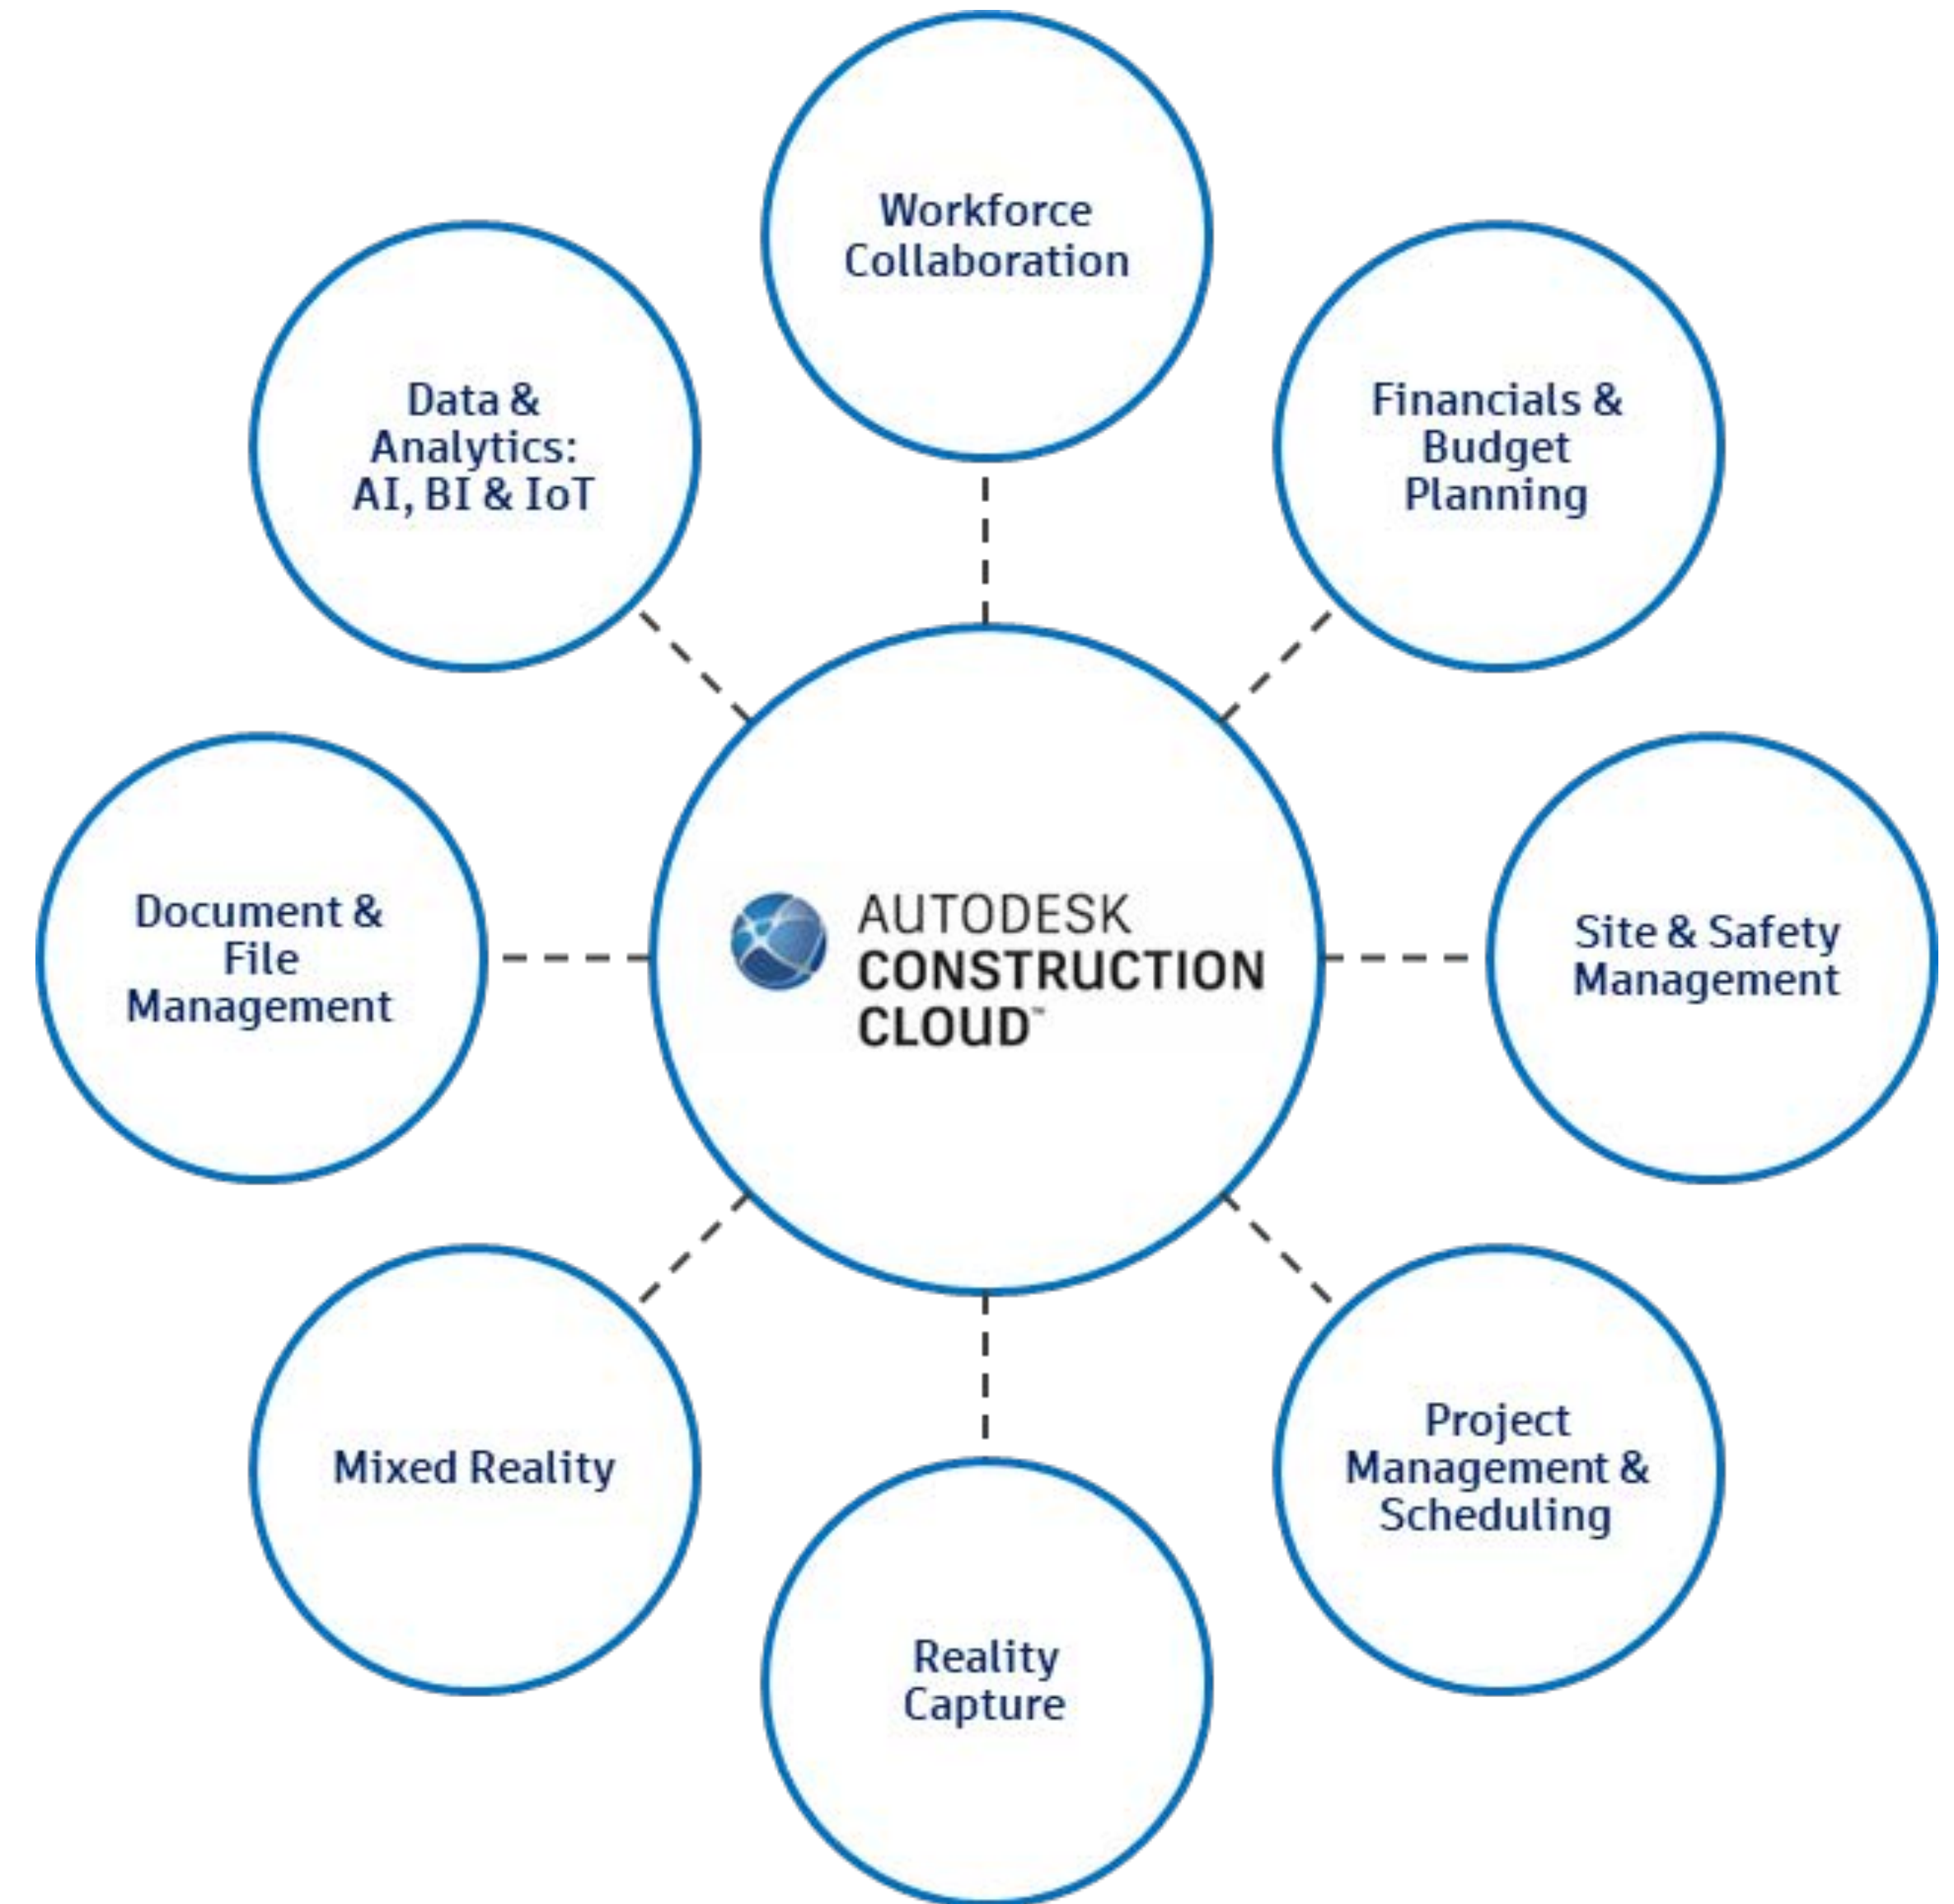 Workforce
Collaboration
Data &
Analytics:
AI, BI & IoT
Financials &
Budget
Planning
Document &
File
Management
AUTODESK
CONSTRUCTION
CLOUD™
Site & Safety
Management
Mixed Reality
Project
Management &
Scheduling
Reality
Capture